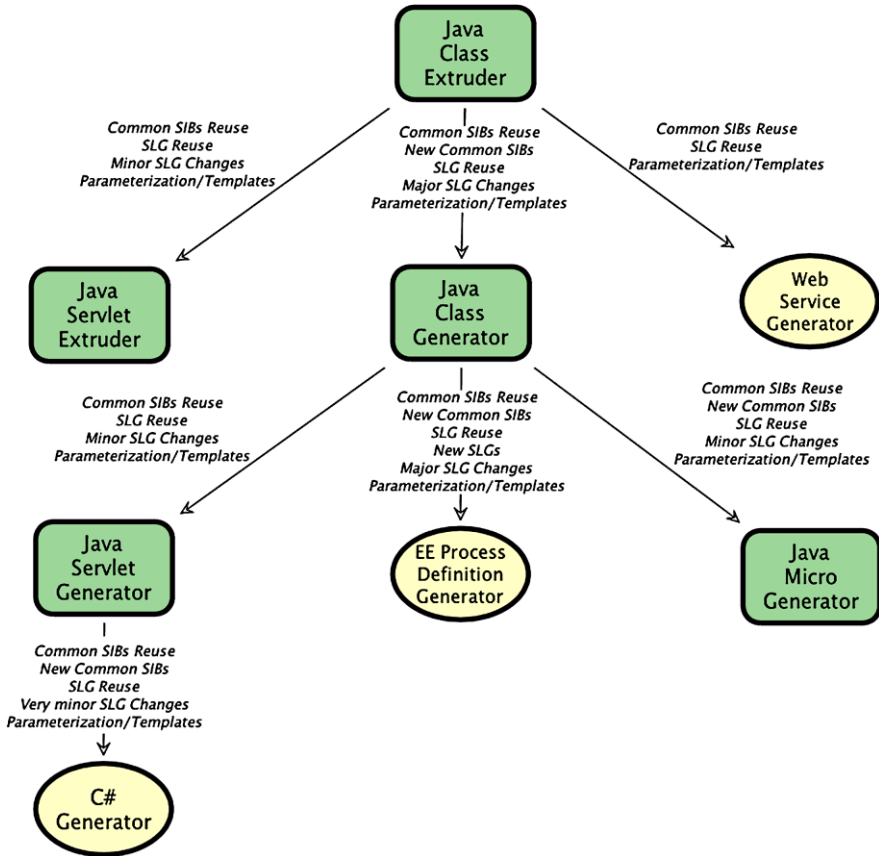 Java
Class
Extruder
Common SIBs Reuse
SLG Reuse
Minor SLG Changes
Parameterization/Templates
Common SIBs Reuse
New Common SIBs
SLG Reuse
Major SLG Changes
Parameterization/Templates
Common SIBs Reuse
SLG Reuse
Parameterization/Templates
Java
Servlet
Extruder
Java
Class
Generator
Web
Service
Generator
Common SIBs Reuse
SLG Reuse
Minor SLG Changes
Parameterization/Templates
Common SIBs Reuse
New Common SIBs
SLG Reuse
New SLGs
Major SLG Changes
Parameterization/Templates
Common SIBs Reuse
New Common SIBs
SLG Reuse
Minor SLG Changes
Parameterization/Templates
Java
Servlet
Generator
EE Process
Definition
Generator
Java
Micro
Generator
Common SIBs Reuse
New Common SIBs
SLG Reuse
Very minor SLG Changes
Parameterization/Templates
C#
Generator